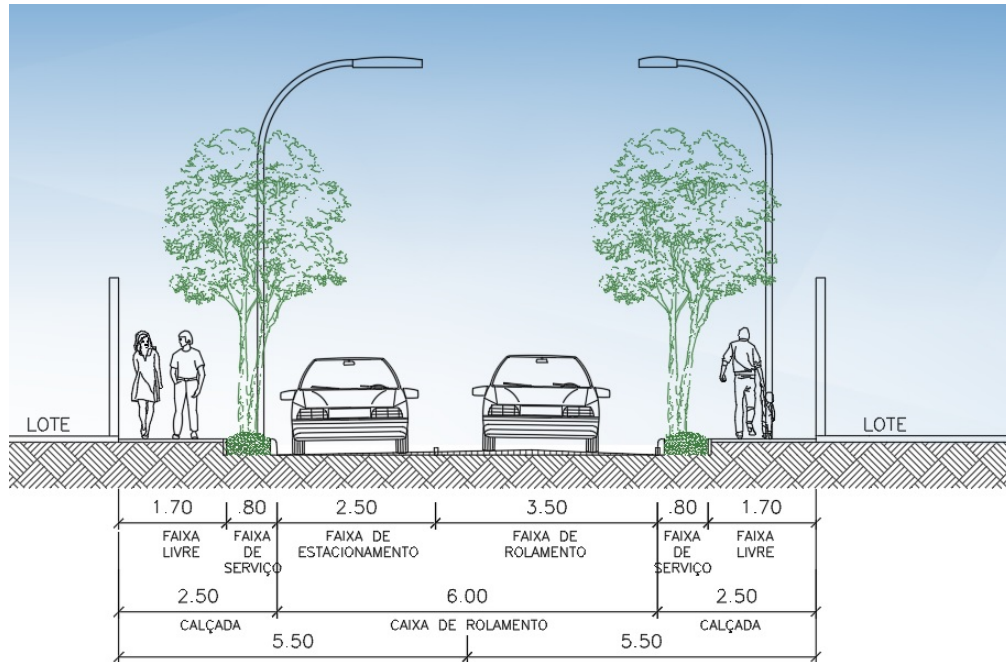 LOTE
LOTE
1.70
.80
2.50
3.50
.80
1.70
FAIXA
LIVRE
FAIXA
DE
SERVIÇO
FAIXA DE
ESTACIONAMENTO
FAIXA DE
ROLAMENTO
FAIXA
DE
SERVIÇO
FAIXA
LIVRE
2.50
6.00
2.50
CALÇADA
CAIXA DE ROLAMENTO
CALÇADA
5.50
5.50